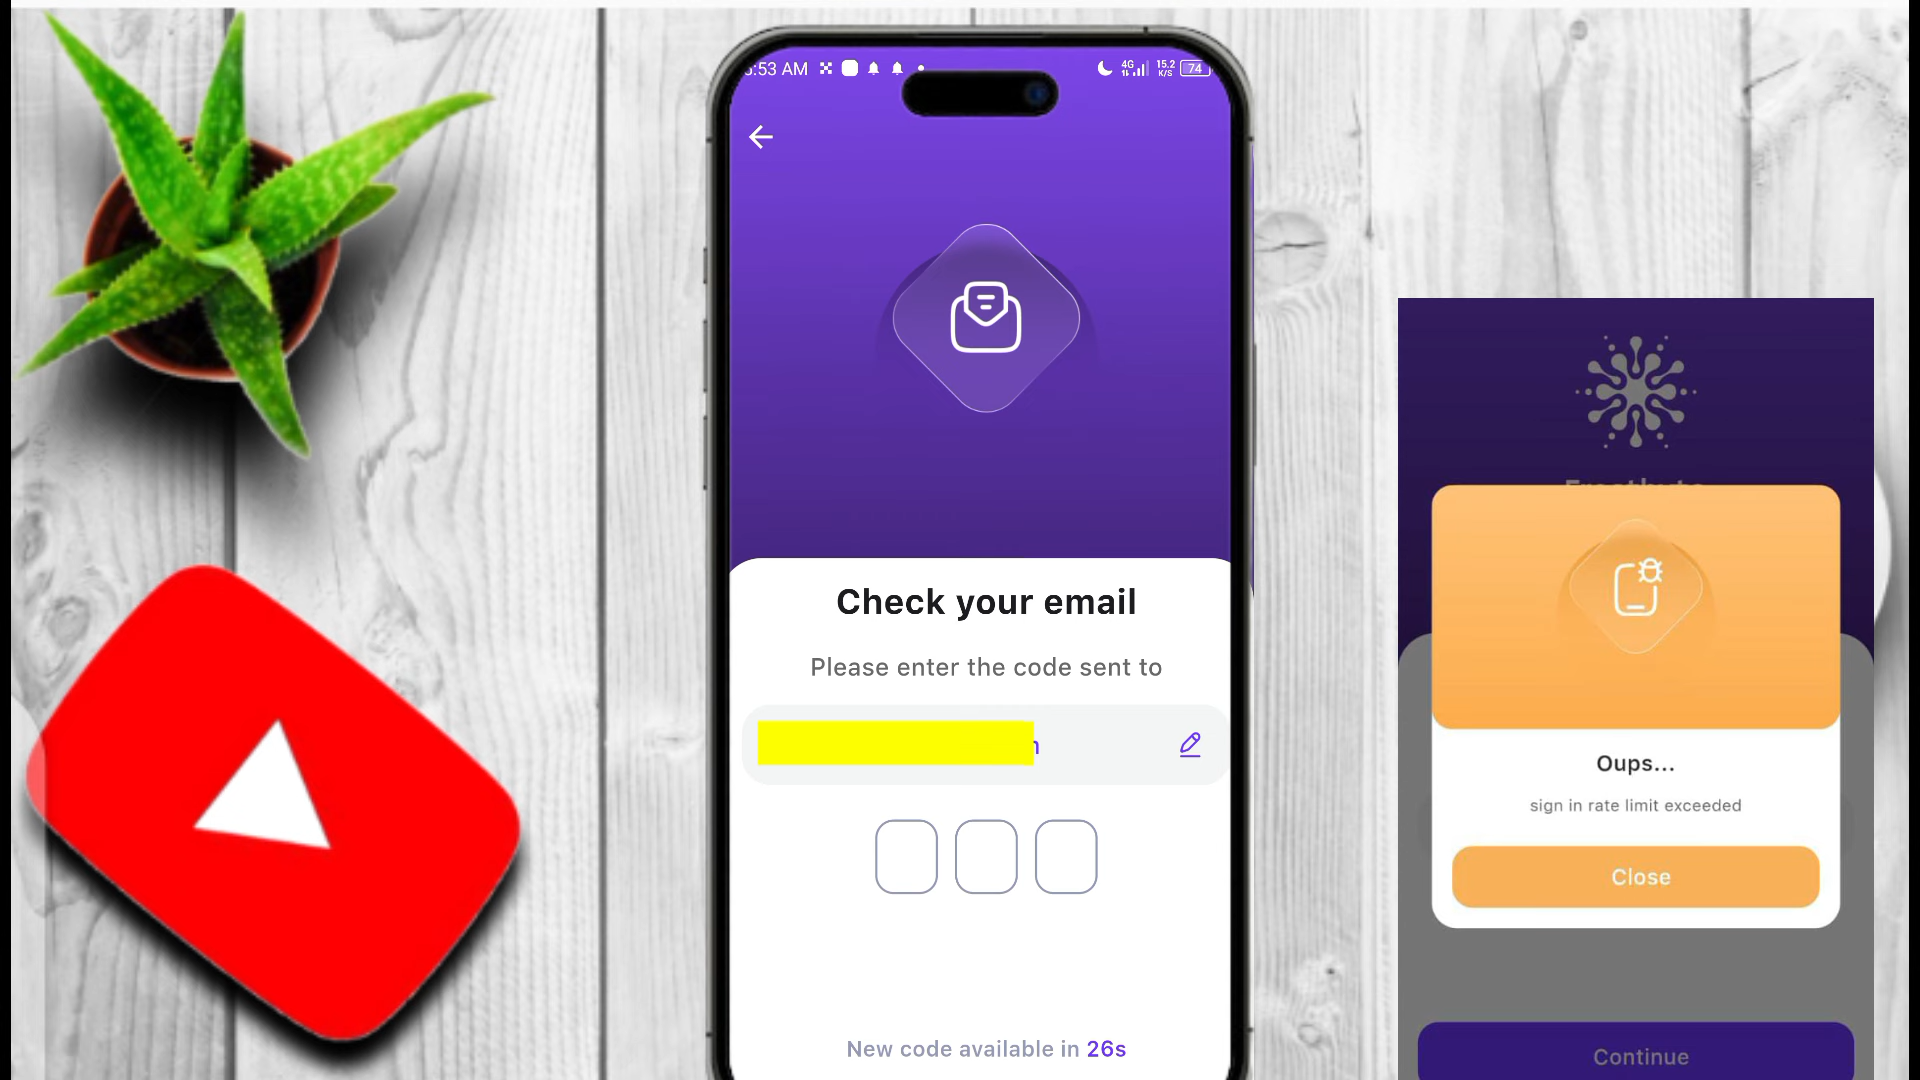 :53 AM
4G
15.2
K/S
74
Check your email
Please enter the code sent to
New code available in 26s
Oups...
sign in rate limit exceeded
Close
Continue